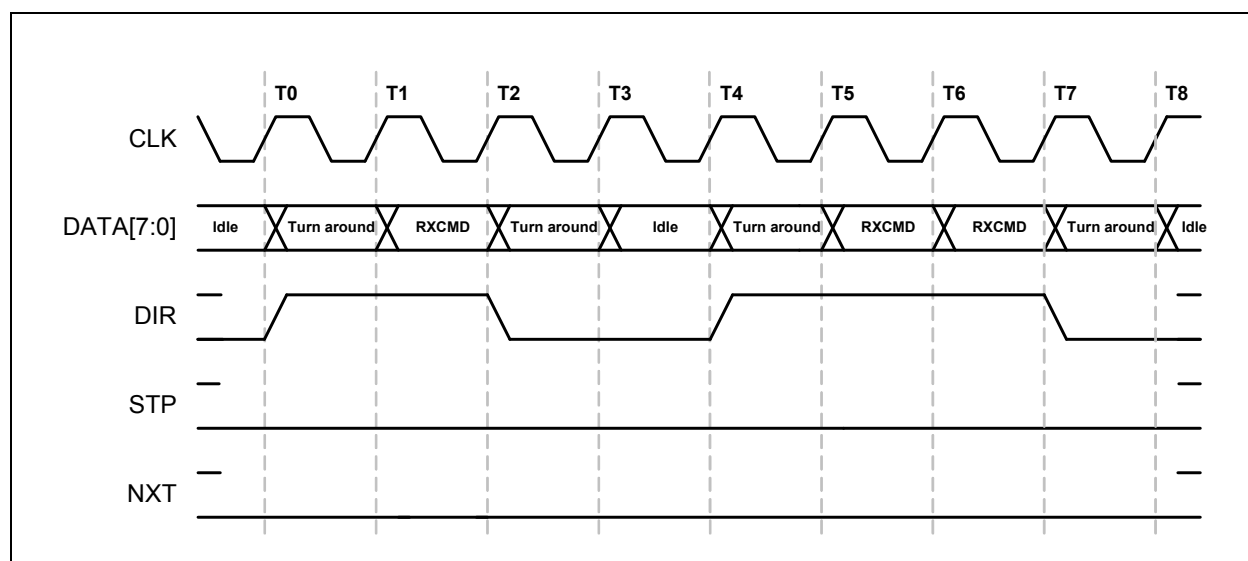 T0 T1 T2 T3 T4 T5 T6 T7 T8
CLK
DATA[7:0] Idle Turn around RXCMD Turn around Idle Turn around RXCMD RXCMD Turn around Idle
DIR
STP
NXT